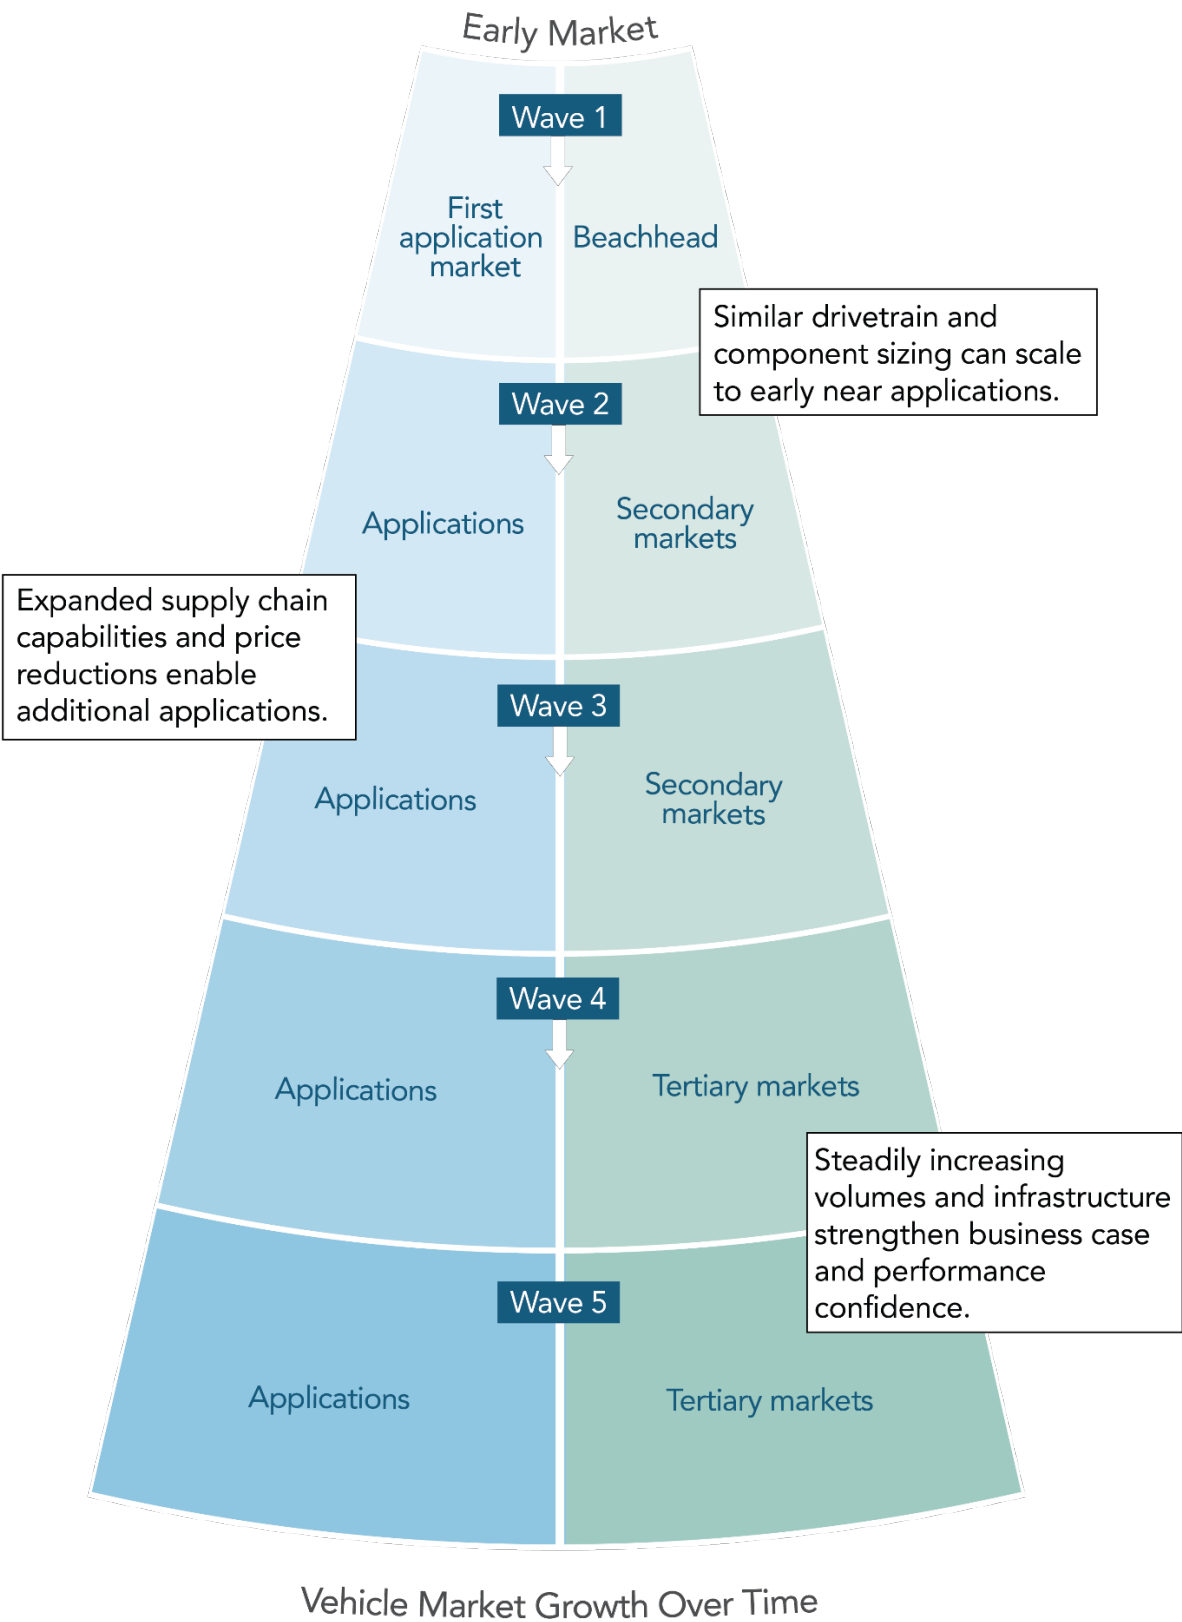 Early Market
Wave 1
First
application
market
Beachhead
Similar drivetrain and
component sizing can scale
to early near applications.
Wave 2
Applications
Secondary
markets
Expanded supply chain
capabilities and price
reductions enable
additional applications.
Wave 3
Applications
Secondary
markets
Wave 4
Applications
Tertiary markets
Steadily increasing
volumes and infrastructure
strengthen business case
and performance
confidence.
Wave 5
Applications
Tertiary markets
Vehicle Market Growth Over Time